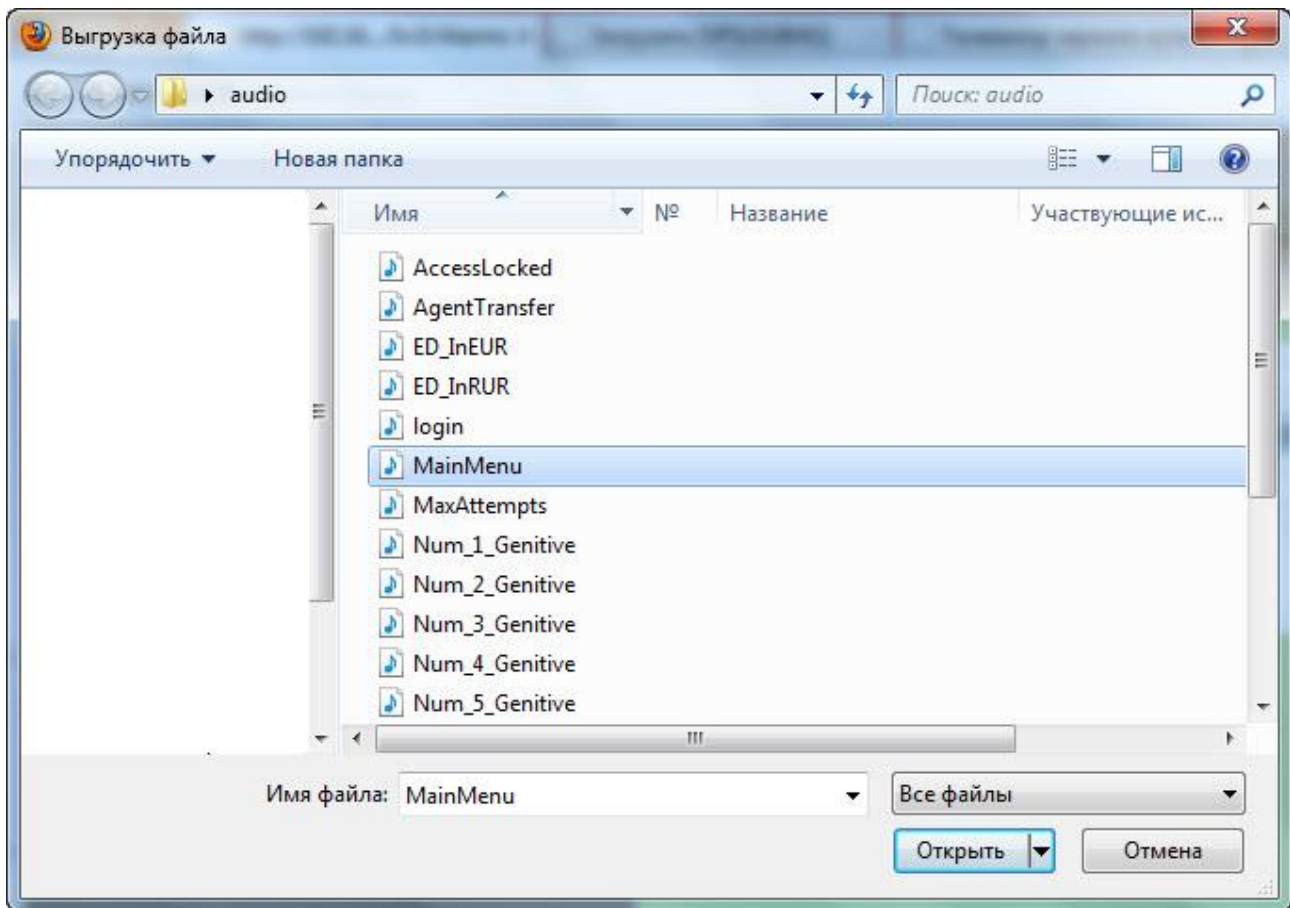 Выгрузка файла
audio
Поиск: audio
Упорядочить Новая папка
Имя № Название Участвующие ис...
AccessLocked
AgentTransfer
ED_InEUR
ED_InRUR
login
MainMenu
MaxAttempts
Num_1_Genitive
Num_2_Genitive
Num_3_Genitive
Num_4_Genitive
Num_5_Genitive
Имя файла: MainMenu Все файлы
Открыть Отмена